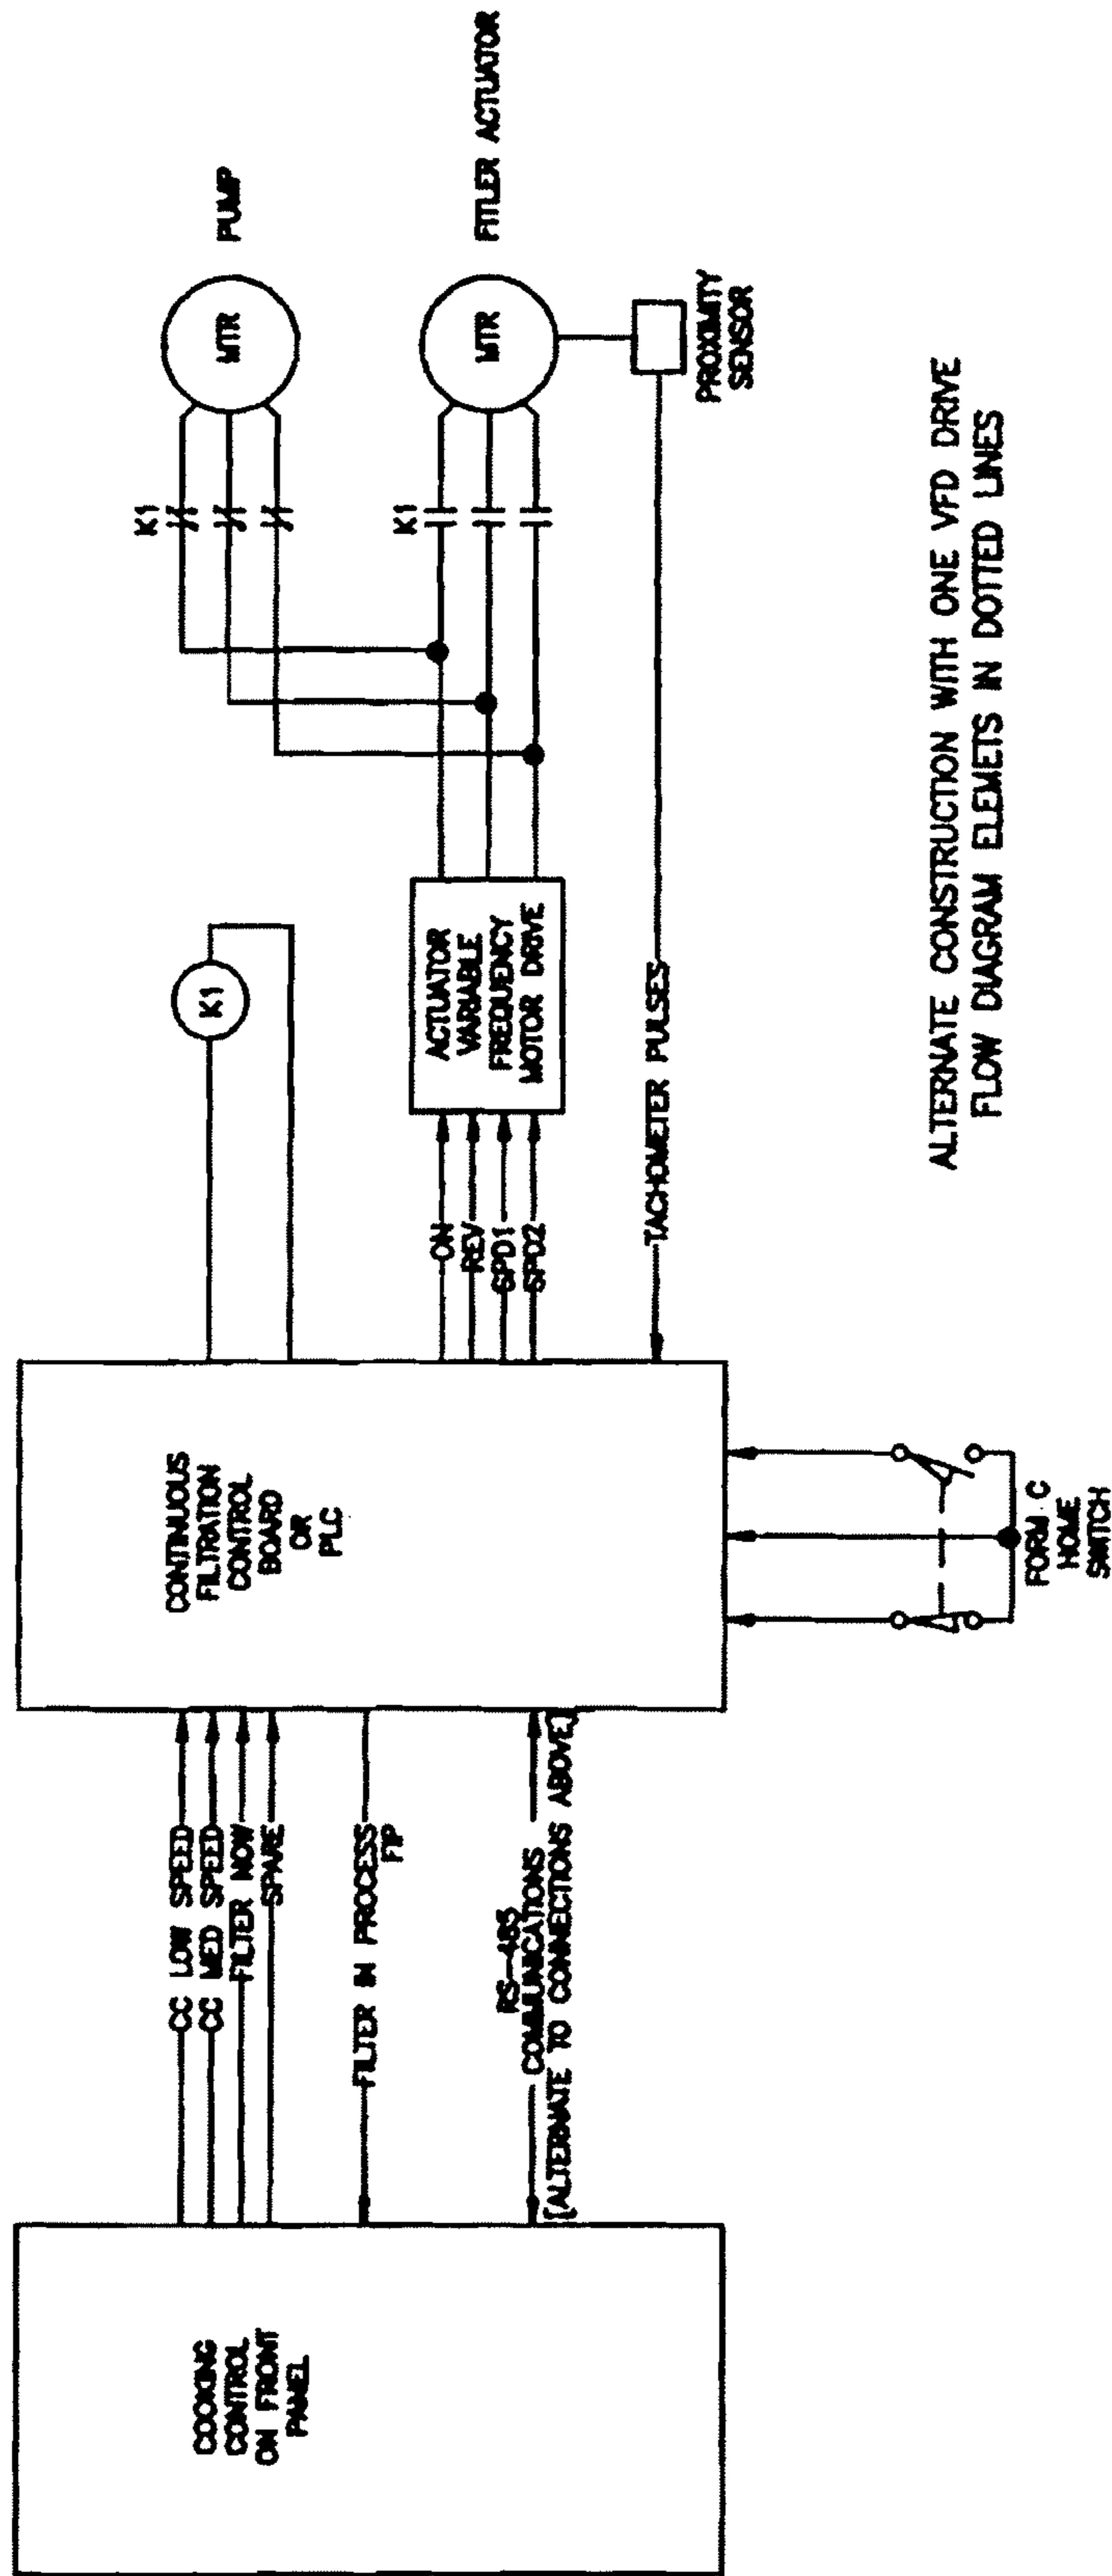 COOKING
CONTROL
ON FRONT
PANEL
CC LOW SPEED
CC MED SPEED
FILTER NOW
SPARE
FILTER IN PROCESS
FIP
RS-485
COMMUNICATIONS
[ALTERNATE TO CONNECTIONS ABOVE]
CONTINUOUS
FILTRATION
CONTROL
BOARD
OR
PLC
FORM C
HOME
SWITCH
K1
ON
REV
SPD1
SPD2
ACTUATOR
VARIABLE
FREQUENCY
MOTOR DRIVE
TACHOMETER PULSES
K1
K1
MTR
PUMP
MTR
FITLER ACTUATOR
PROXIMITY
SENSOR
ALTERNATE CONSTRUCTION WITH ONE VFD DRIVE
FLOW DIAGRAM ELEMETS IN DOTTED LINES